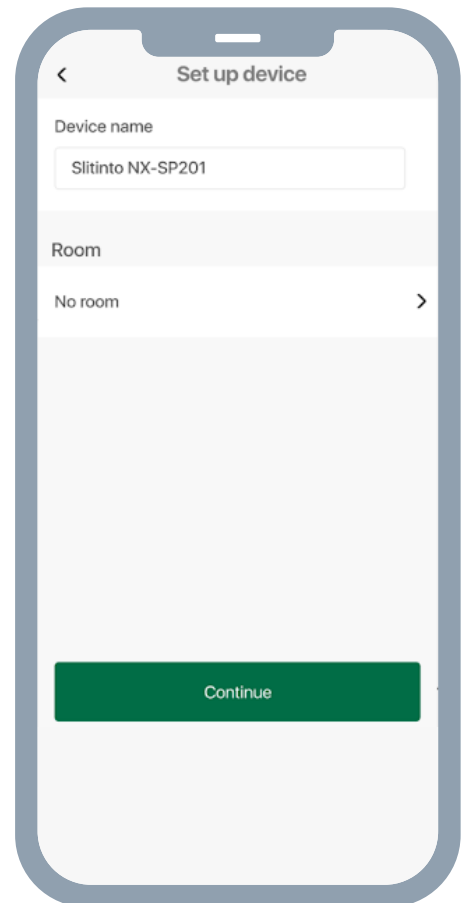 Set up device
Device name
Slitinto NX-SP201
Room
No room
Continue